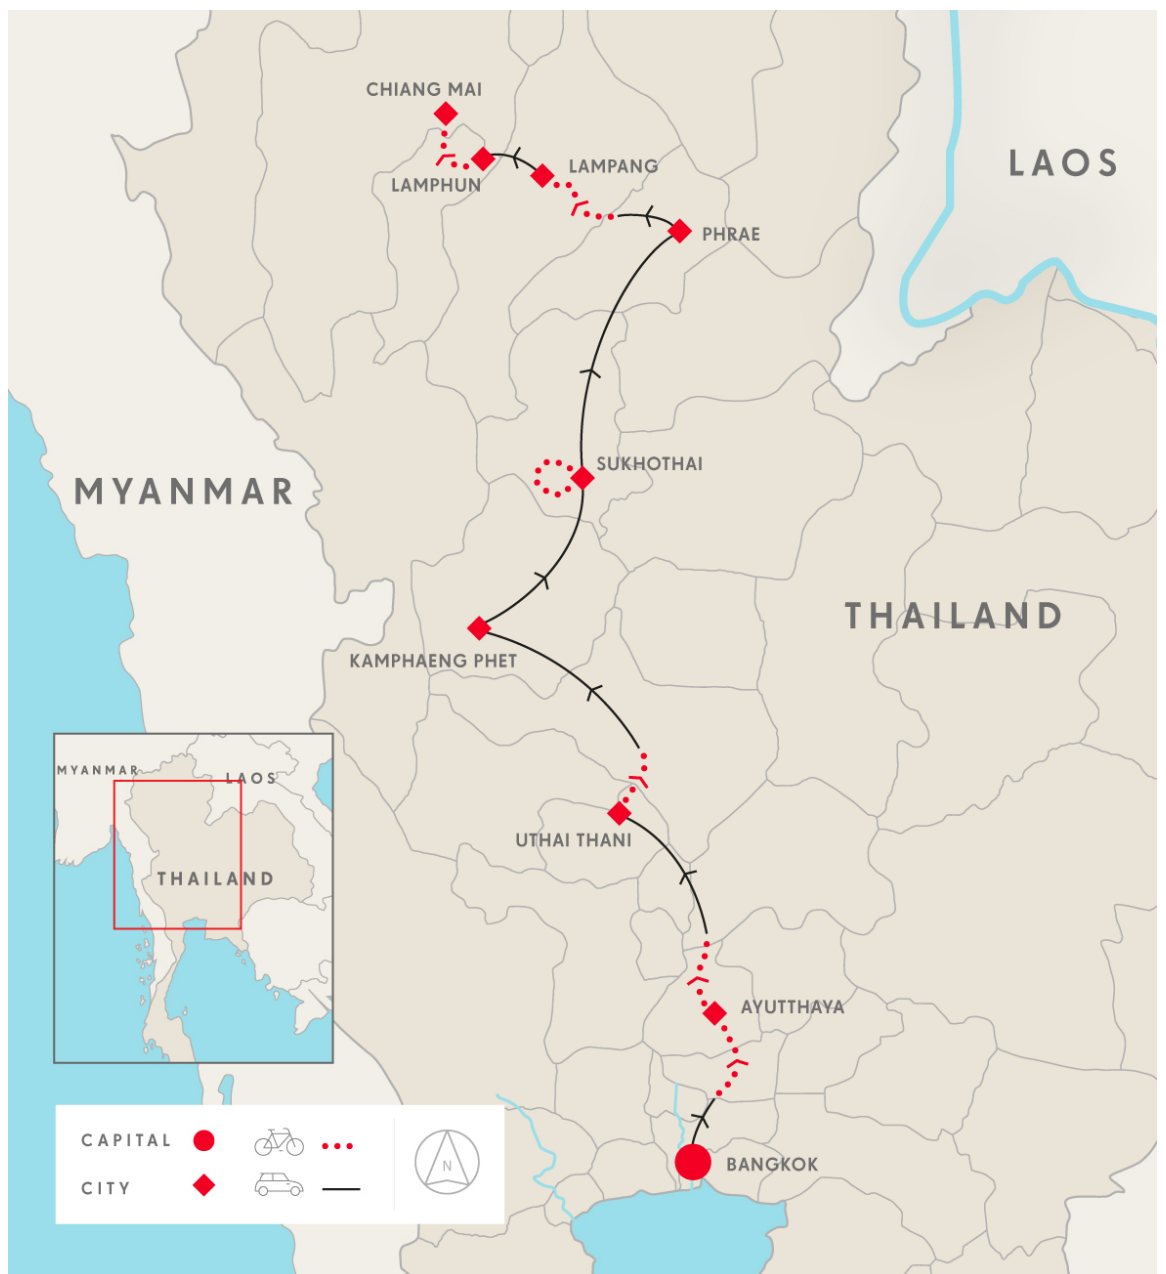 CHIANG MAI
LAMPHUN
LAMPANG
PHRAE
LAOS
SUKHOTHAI
MYANMAR
THAILAND
KAMPHAENG PHET
UTHAI THANI
AYUTTHAYA
BANGKOK
MYANMAR
LAOS
THAILAND
CAPITAL
CITY
N